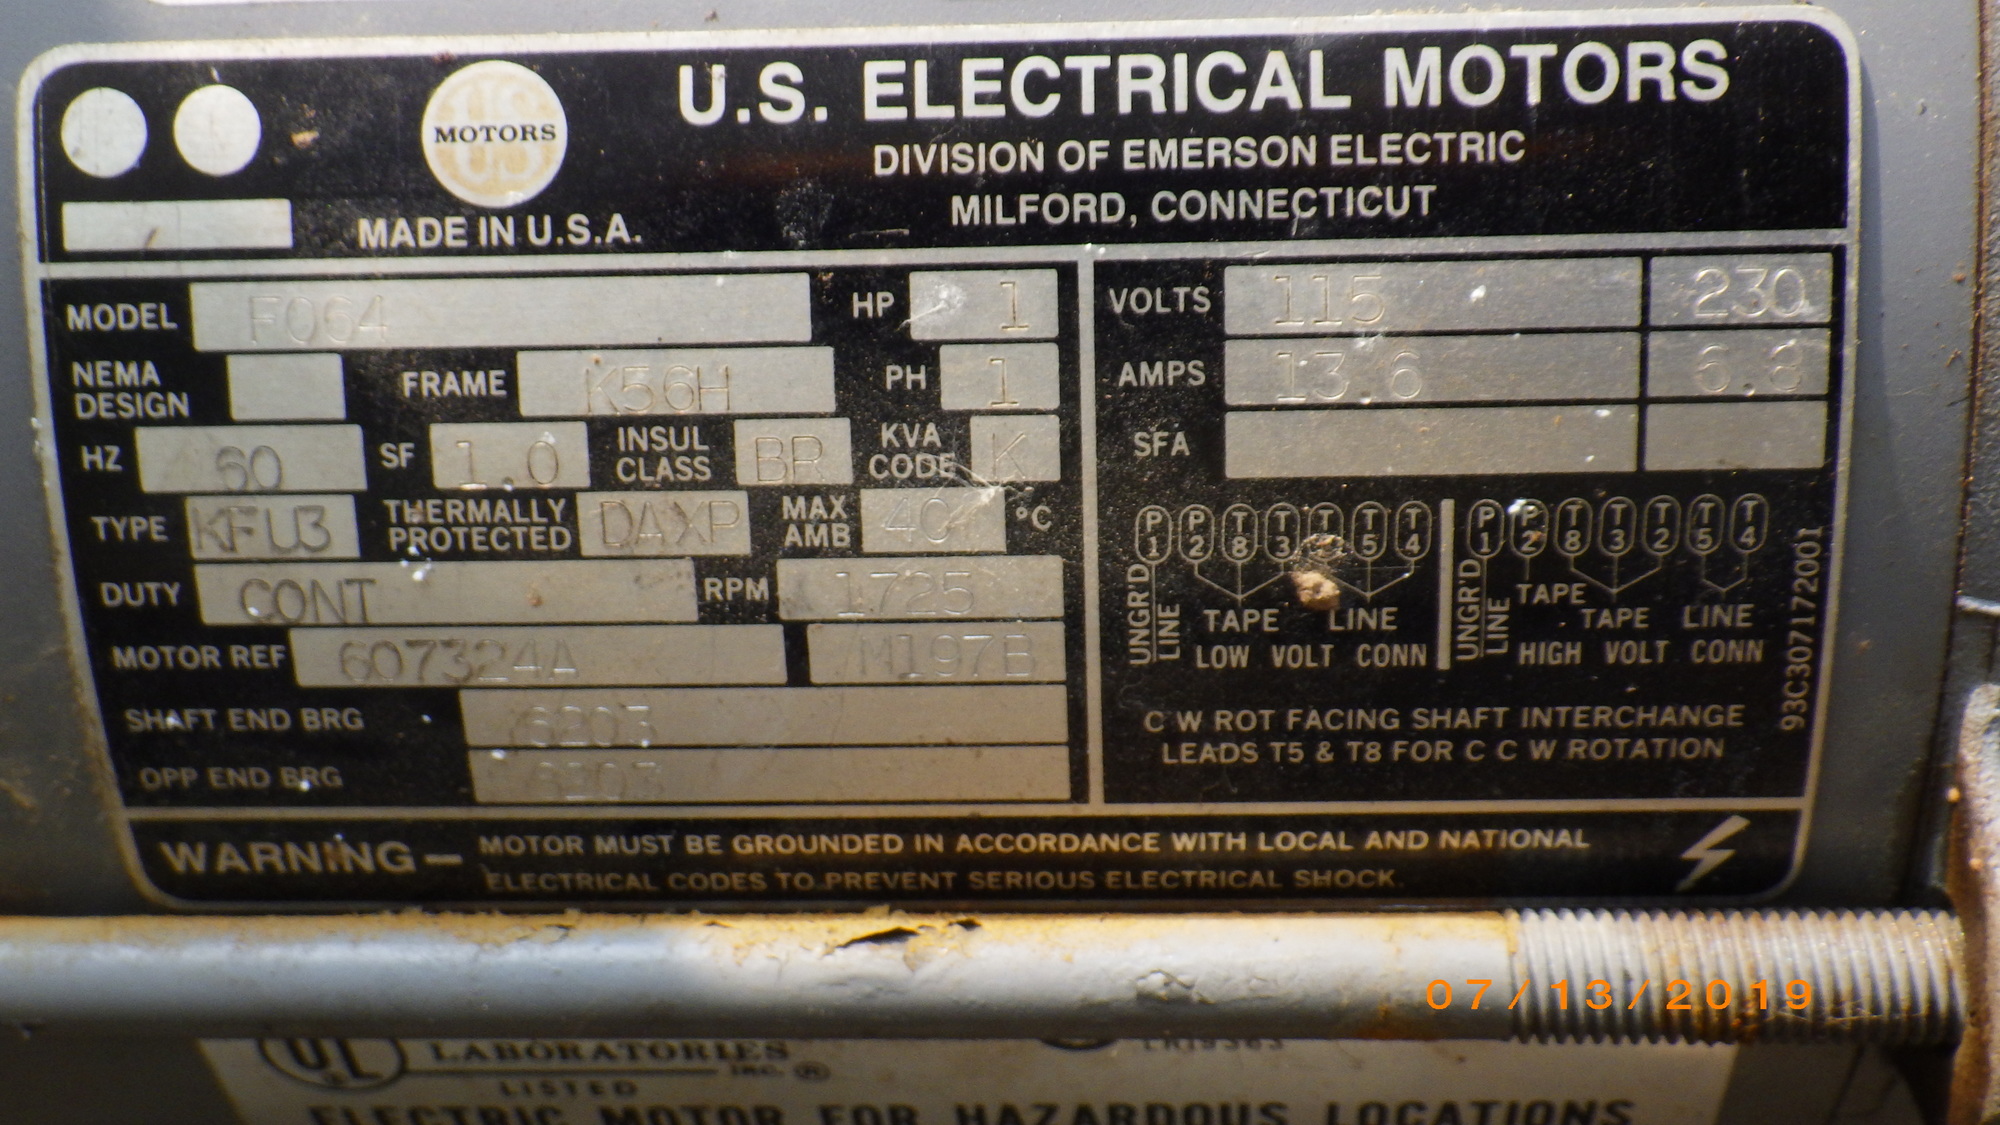 U.S. ELECTRICAL MOTORS
DIVISION OF EMERSON ELECTRIC
MILFORD, CONNECTICUT
US
MOTORS
MADE IN U.S.A.
MODEL F064 HP 1
NEMA DESIGN FRAME K56H PH 1
HZ 60 SF 1.0 INSUL CLASS BR KVA CODE K
TYPE KFU3 THERMALLY PROTECTED DAXP MAX AMB 40 °C
DUTY CONT RPM 1725
MOTOR REF 607324A M197B
SHAFT END BRG 6203
OPP END BRG 6203
VOLTS 115 230
AMPS 13.6 6.8
SFA
P1 P2 T8 T3 T5 T4 P1 P2 T8 T3 T2 T5 T4
UNGR'D LINE TAPE LINE
LOW VOLT CONN
UNGR'D LINE TAPE TAPE LINE
HIGH VOLT CONN
C W ROT FACING SHAFT INTERCHANGE
LEADS T5 & T8 FOR C C W ROTATION
93C307172001
WARNING— MOTOR MUST BE GROUNDED IN ACCORDANCE WITH LOCAL AND NATIONAL
ELECTRICAL CODES TO PREVENT SERIOUS ELECTRICAL SHOCK.
07/13/2019
UL LABORATORIES
INC. ®
LISTED
ELECTRIC MOTOR FOR HAZARDOUS LOCATIONS